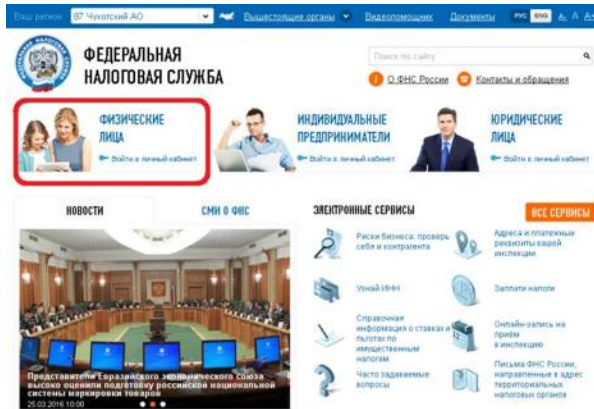 Ваш регион
87 Чукотский АО
Вышестоящие органы
Видеопомощник
Документы
РУС ENG
A- A A+
ФЕДЕРАЛЬНАЯ
НАЛОГОВАЯ СЛУЖБА
Поиск по сайту
О ФНС России
Контакты и обращения
ФИЗИЧЕСКИЕ
ЛИЦА
Войти в личный кабинет
ИНДИВИДУАЛЬНЫЕ
ПРЕДПРИНИМАТЕЛИ
Войти в личный кабинет
ЮРИДИЧЕСКИЕ
ЛИЦА
Войти в личный кабинет
НОВОСТИ
СМИ О ФНС
Представители Евразийского экономического союза
высоко оценили подготовку российской национальной
системы маркировки товаров
25.03.2016 10:00
ЭЛЕКТРОННЫЕ СЕРВИСЫ
ВСЕ СЕРВИСЫ
Риски бизнеса: проверь
себя и контрагента
Адреса и платежные
реквизиты вашей
инспекции
Узнай ИНН
Заплати налоги
Справочная
информация о ставках и
льготах по
имущественным
налогам
Онлайн-запись на
приём
в инспекцию
Часто задаваемые
вопросы
Письма ФНС России,
направленные в адрес
территориальных
налоговых органов